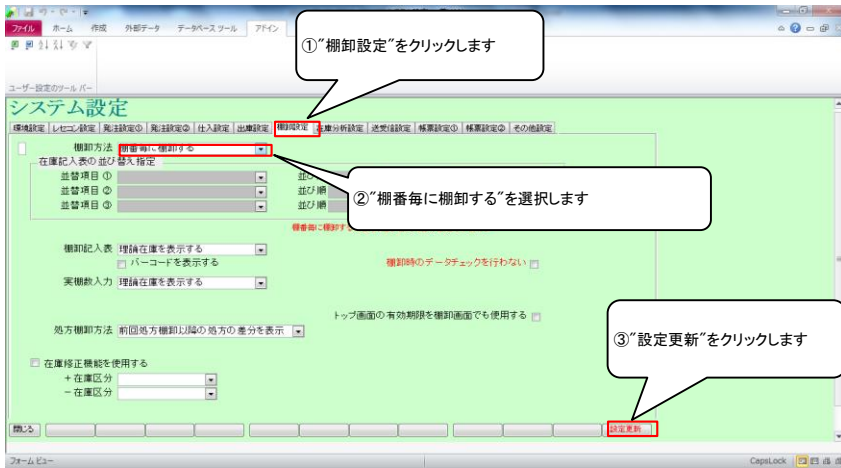 ファイル ホーム 作成 外部データ データベース ツール アドイン
①"棚卸設定"をクリックします
ユーザー設定のツール バー
システム設定
環境設定 レセコン設定 発注設定① 発注設定② 仕入設定 出庫設定 棚卸設定 在庫分析設定 送受信設定 帳票設定① 帳票設定② その他設定
棚卸方法 棚番毎に棚卸する
在庫記入表の並び替え指定
並替項目 ① 並び
②"棚番毎に棚卸する"を選択します
並替項目 ② 並び順
並替項目 ③ 並び順
棚番毎に棚卸す
棚卸記入表 理論在庫を表示する
バーコードを表示する 棚卸時のデータチェックを行わない
実棚数入力 理論在庫を表示する
トップ画面の有効期限を棚卸画面でも使用する
処方棚卸方法 前回処方棚卸以降の処方の差分を表示
③"設定更新"をクリックします
在庫修正機能を使用する
+在庫区分
-在庫区分
閉じる 設定更新
フォーム ビュー CapsLock